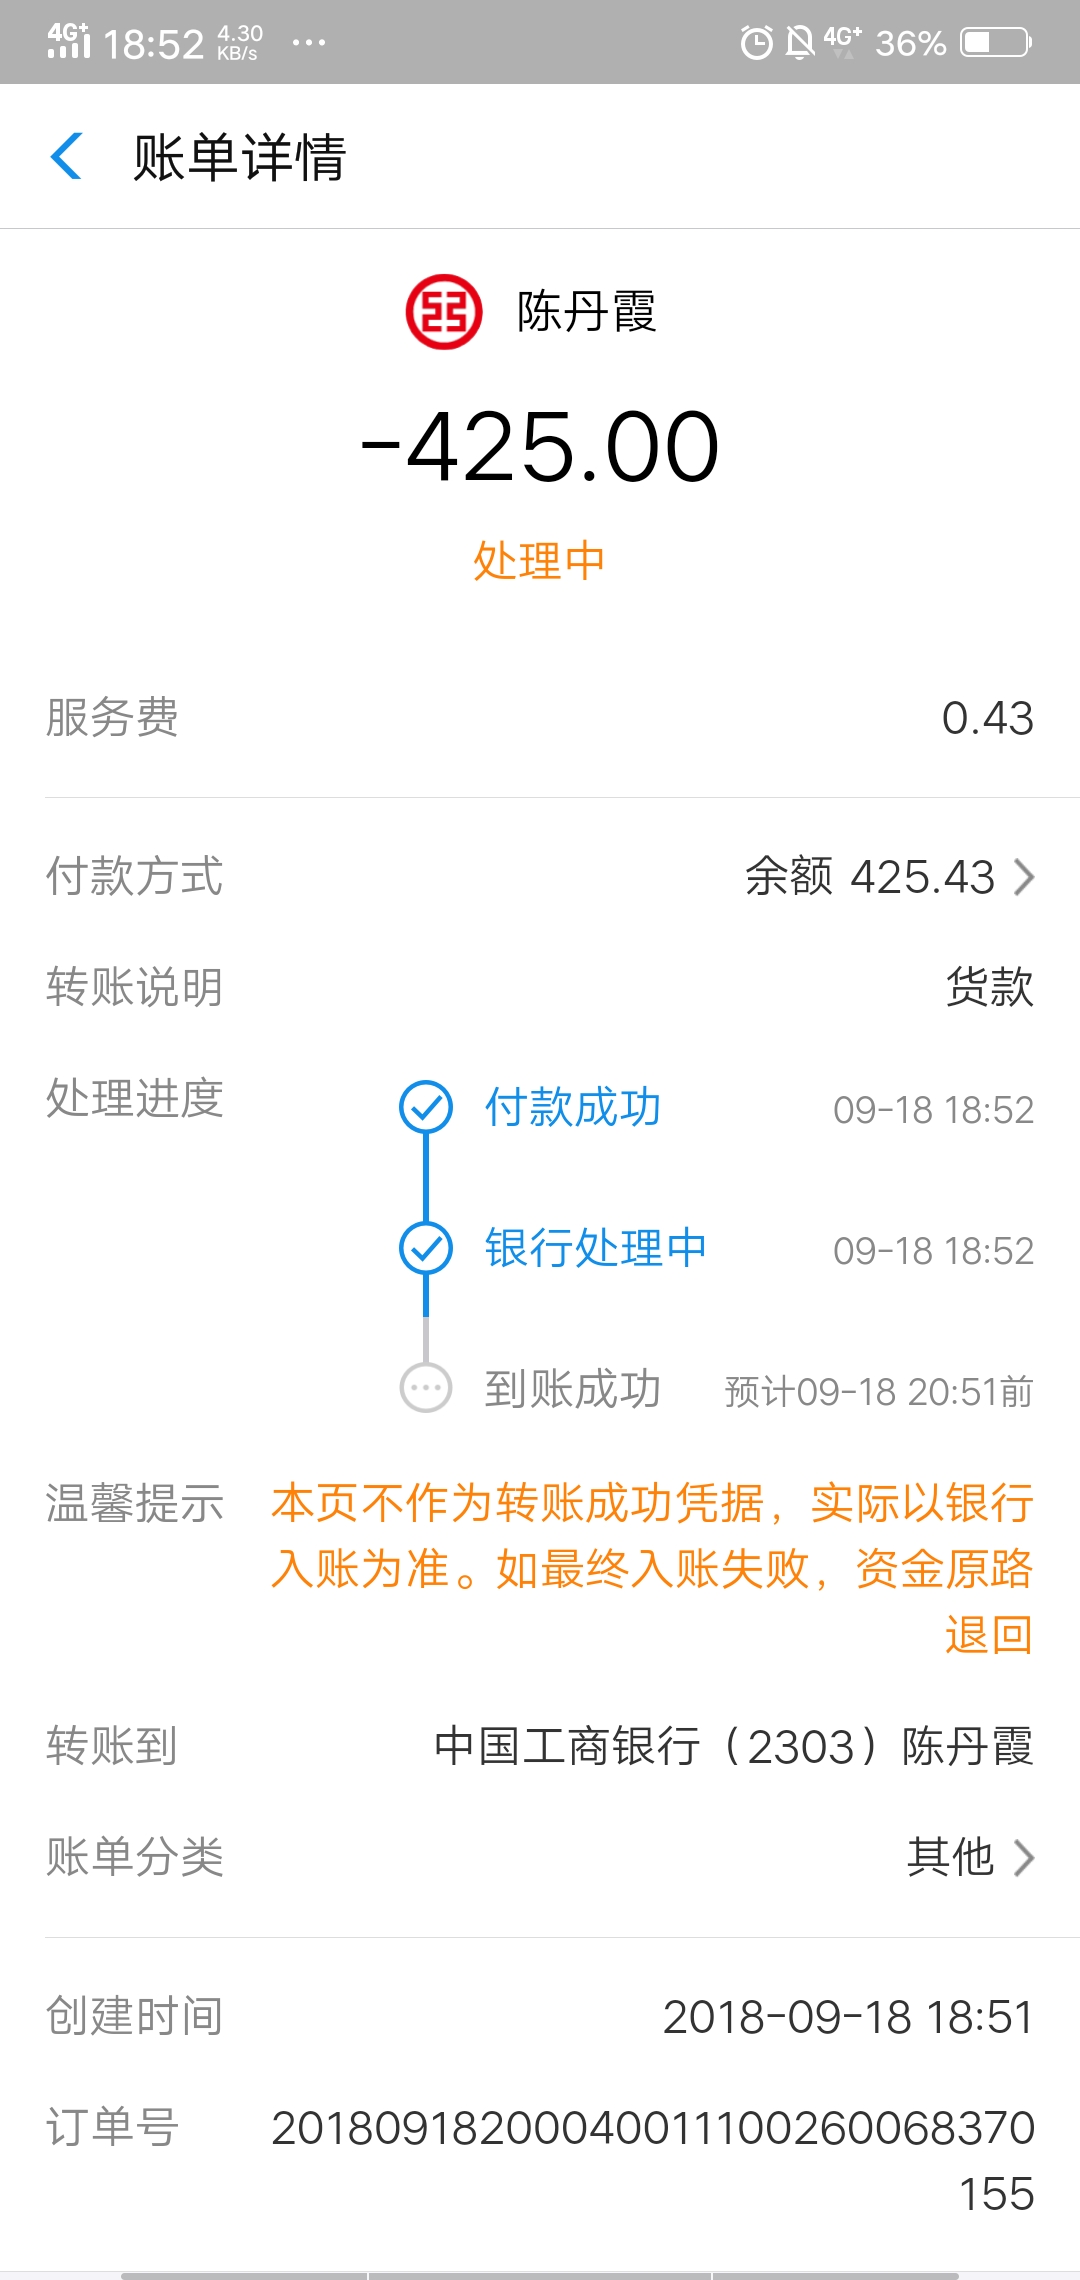 4G+ 18:52 4.30 KB/s ... 4G+ 36%
账单详情
陈丹霞
-425.00
处理中
服务费 0.43
付款方式 余额 425.43
转账说明 货款
处理进度 付款成功 09-18 18:52
银行处理中 09-18 18:52
到账成功 预计09-18 20:51前
温馨提示 本页不作为转账成功凭据，实际以银行
入账为准。如最终入账失败，资金原路
退回
转账到 中国工商银行（2303）陈丹霞
账单分类 其他
创建时间 2018-09-18 18:51
订单号 20180918200040011100260068370
155